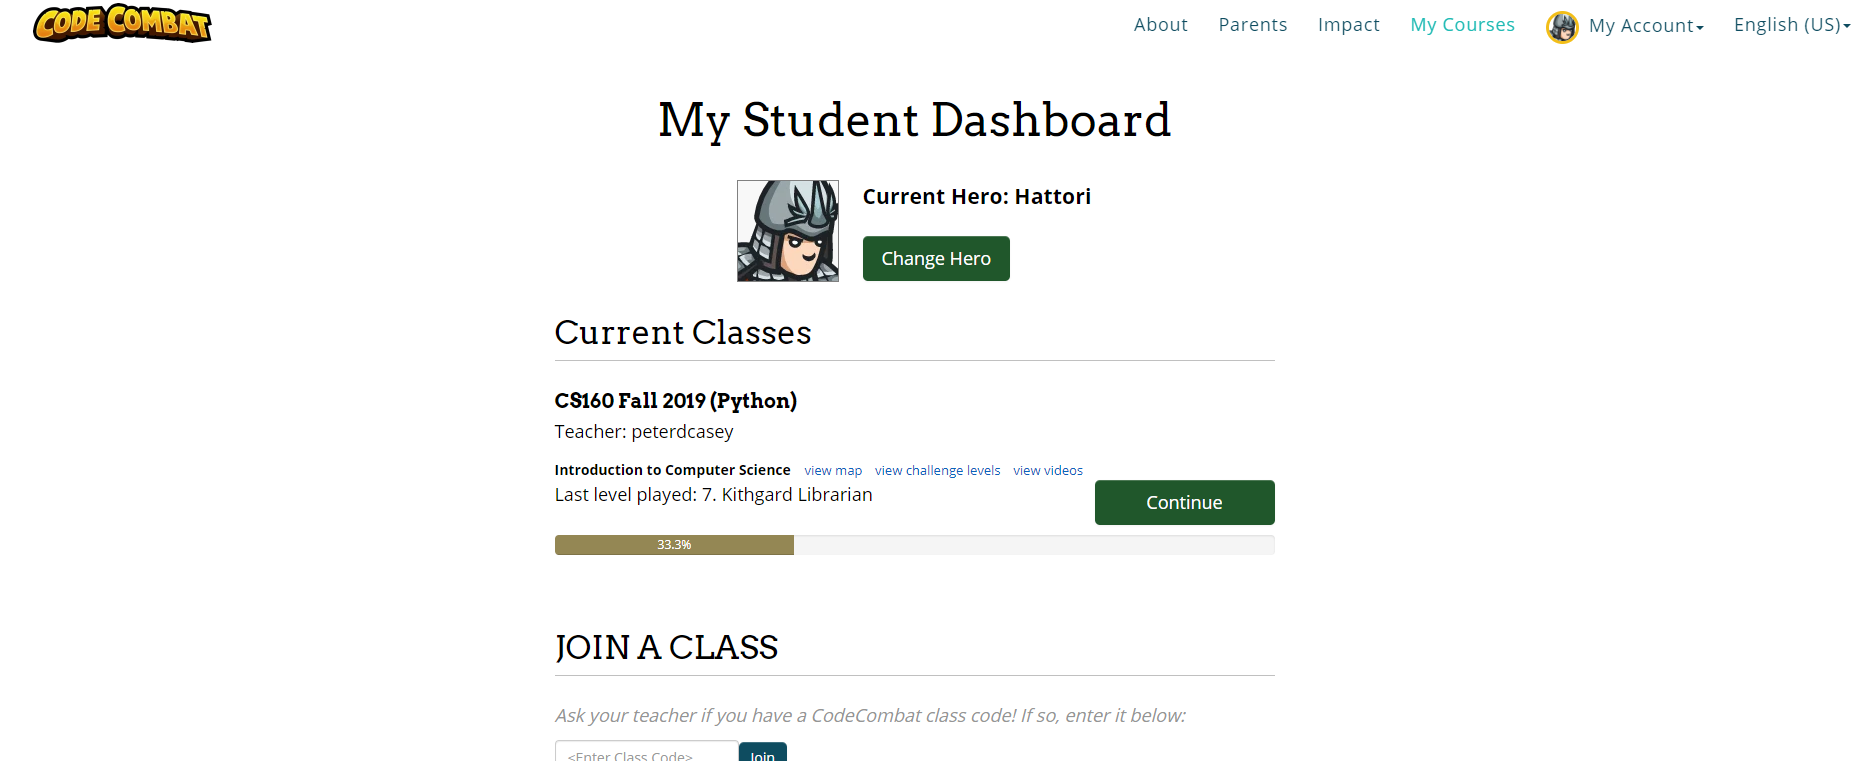 CODE COMBAT
About Parents Impact My Courses My Account English (US)
My Student Dashboard
Current Hero: Hattori
Change Hero
Current Classes
CS160 Fall 2019 (Python)
Teacher: peterdcasey
Introduction to Computer Science view map view challenge levels view videos
Last level played: 7. Kithgard Librarian
Continue
33.3%
JOIN A CLASS
Ask your teacher if you have a CodeCombat class code! If so, enter it below:
<Enter Class Code> Join